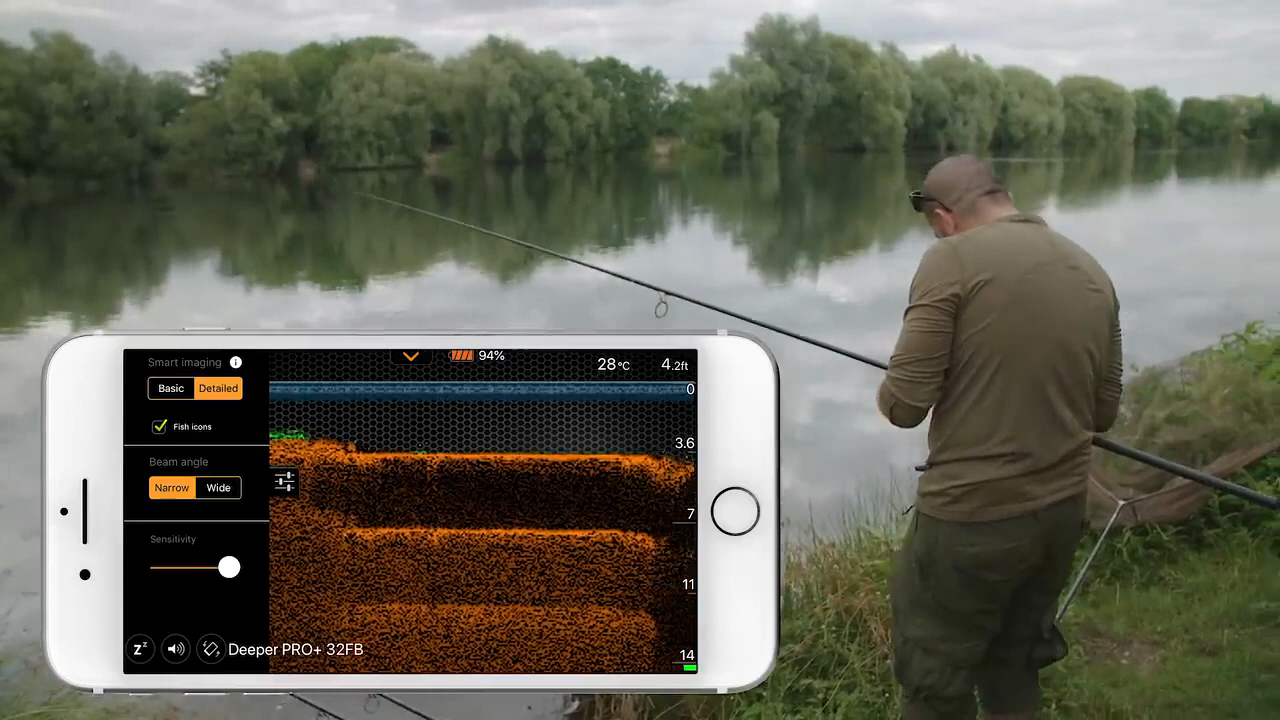 Smart imaging i
Basic Detailed
Fish icons
Beam angle
Narrow Wide
Sensitivity
zz Deeper PRO+ 32FB
94%
28°C 4.2ft
0
3.6
7
11
14